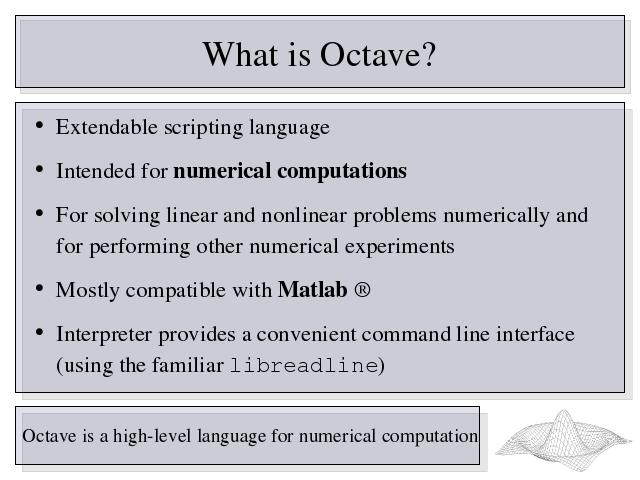 What is Octave?
• Extendable scripting language
• Intended for numerical computations
• For solving linear and nonlinear problems numerically and
for performing other numerical experiments
• Mostly compatible with Matlab ®
• Interpreter provides a convenient command line interface
(using the familiar libreadline)
Octave is a high-level language for numerical computation